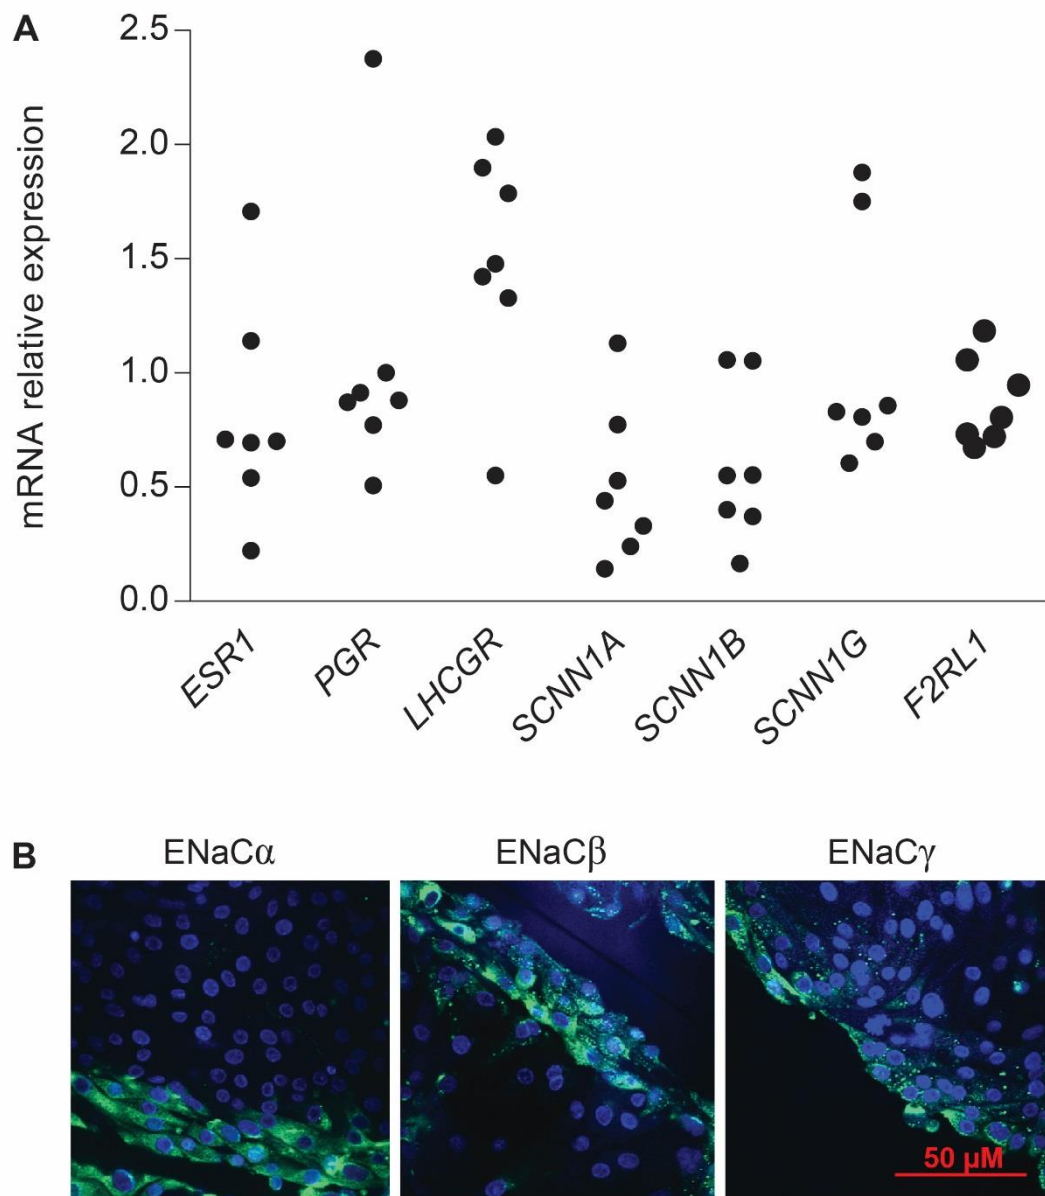 A
2.5
2.0
1.5
1.0
0.5
0.0
mRNA relative expression
ESR1 PGR LHCGR SCNN1A SCNN1B SCNN1G F2RL1
B
ENaCα ENaCβ ENaCγ
50 µM